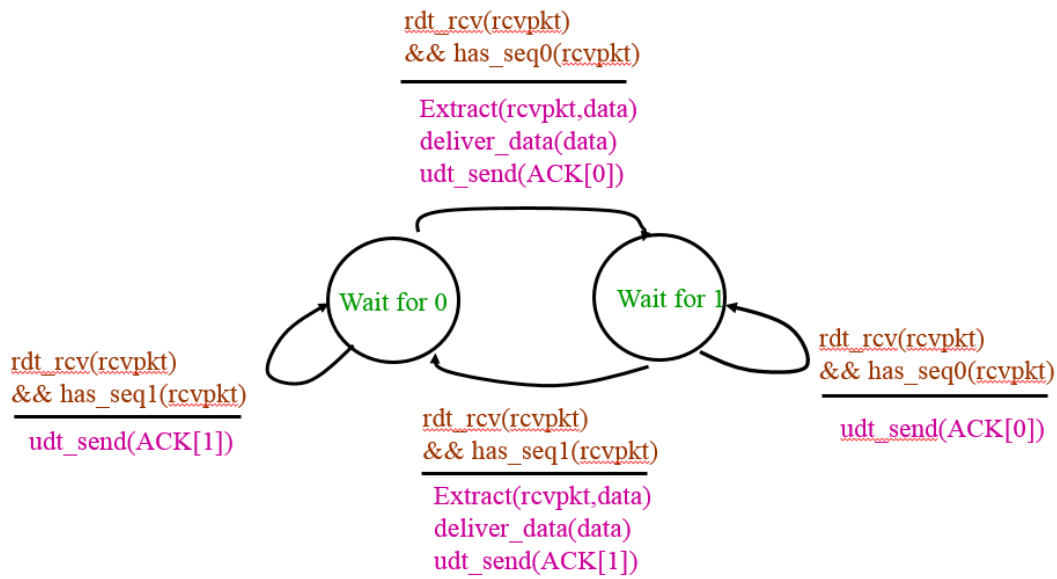 rdt_rcv(rcvpkt)
&& has_seq0(rcvpkt)
Extract(rcvpkt,data)
deliver_data(data)
udt_send(ACK[0])
Wait for 0
Wait for 1
rdt_rcv(rcvpkt)
&& has_seq1(rcvpkt)
udt_send(ACK[1])
rdt_rcv(rcvpkt)
&& has_seq0(rcvpkt)
udt_send(ACK[0])
rdt_rcv(rcvpkt)
&& has_seq1(rcvpkt)
Extract(rcvpkt,data)
deliver_data(data)
udt_send(ACK[1])